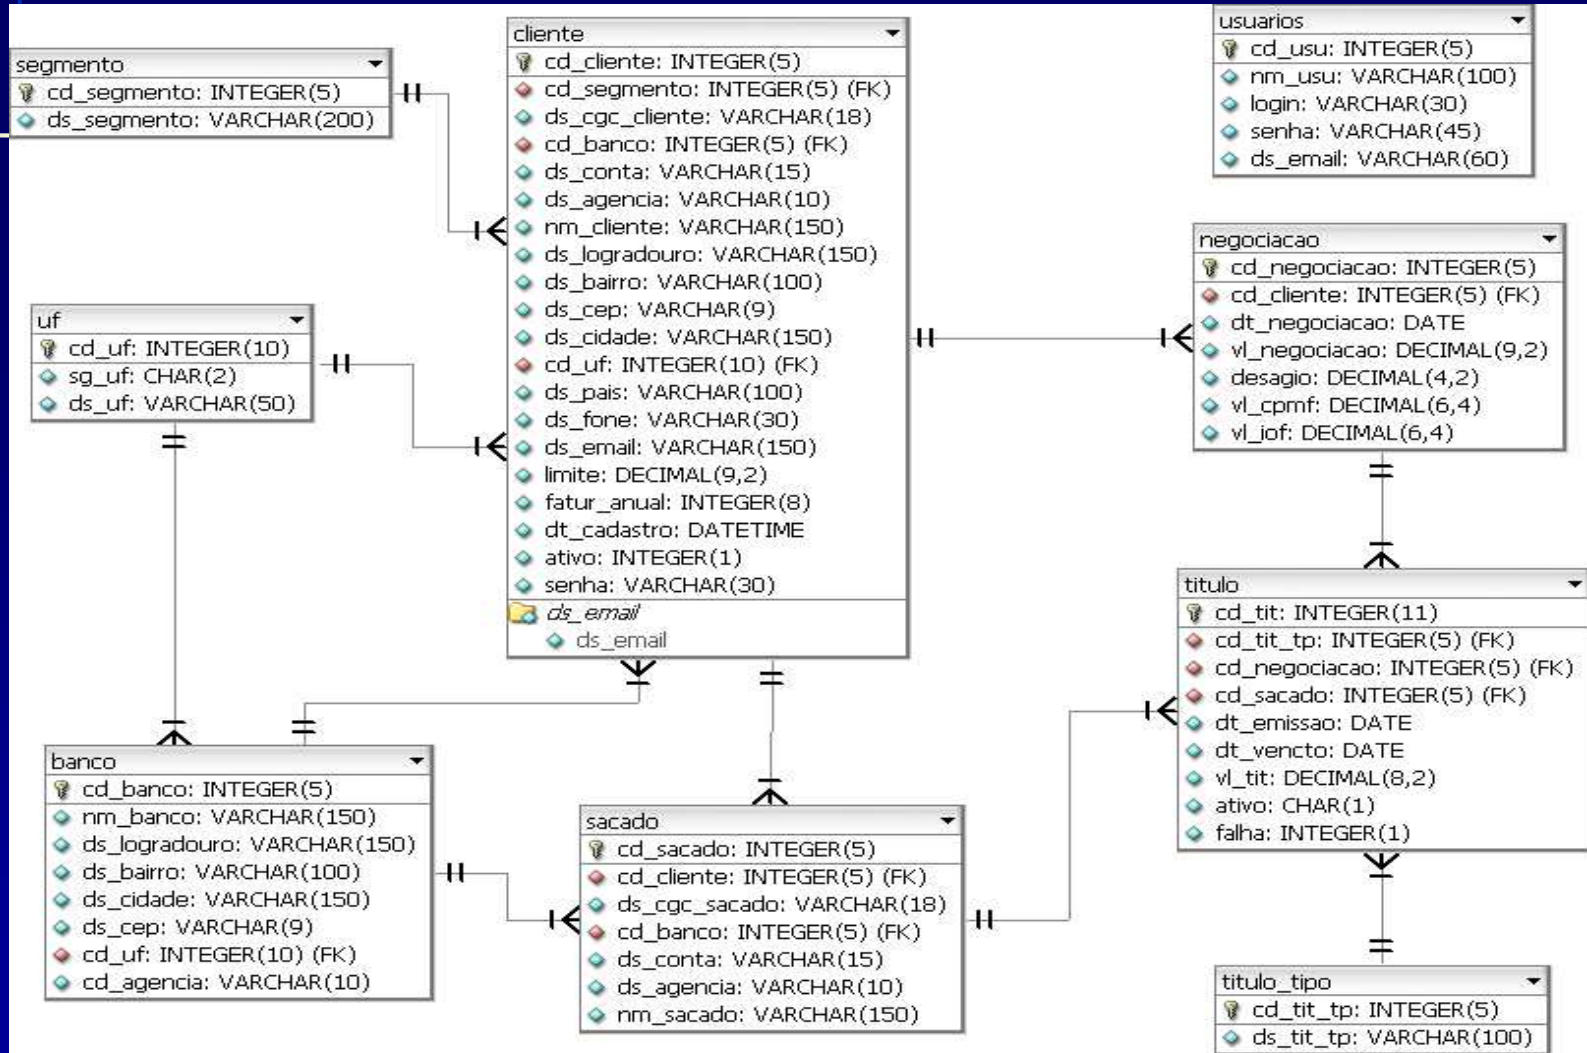 segmento
cd_segmento: INTEGER(5)
ds_segmento: VARCHAR(200)
cliente
cd_cliente: INTEGER(5)
cd_segmento: INTEGER(5) (FK)
ds_cgc_cliente: VARCHAR(18)
cd_banco: INTEGER(5) (FK)
ds_conta: VARCHAR(15)
ds_agencia: VARCHAR(10)
nm_cliente: VARCHAR(150)
ds_logradouro: VARCHAR(150)
ds_bairro: VARCHAR(100)
ds_cep: VARCHAR(9)
ds_cidade: VARCHAR(150)
cd_uf: INTEGER(10) (FK)
ds_pais: VARCHAR(100)
ds_fone: VARCHAR(30)
ds_email: VARCHAR(150)
limite: DECIMAL(9,2)
fatur_anual: INTEGER(8)
dt_cadastro: DATETIME
ativo: INTEGER(1)
senha: VARCHAR(30)
ds_email
ds_email
usuarios
cd_usu: INTEGER(5)
nm_usu: VARCHAR(100)
login: VARCHAR(30)
senha: VARCHAR(45)
ds_email: VARCHAR(60)
negociacao
cd_negociacao: INTEGER(5)
cd_cliente: INTEGER(5) (FK)
dt_negociacao: DATE
vl_negociacao: DECIMAL(9,2)
desagio: DECIMAL(4,2)
vl_cpmf: DECIMAL(6,4)
vl_iof: DECIMAL(6,4)
uf
cd_uf: INTEGER(10)
sg_uf: CHAR(2)
ds_uf: VARCHAR(50)
titulo
cd_tit: INTEGER(11)
cd_tit_tp: INTEGER(5) (FK)
cd_negociacao: INTEGER(5) (FK)
cd_sacado: INTEGER(5) (FK)
dt_emissao: DATE
dt_vencto: DATE
vl_tit: DECIMAL(8,2)
ativo: CHAR(1)
falha: INTEGER(1)
banco
cd_banco: INTEGER(5)
nm_banco: VARCHAR(150)
ds_logradouro: VARCHAR(150)
ds_bairro: VARCHAR(100)
ds_cidade: VARCHAR(150)
ds_cep: VARCHAR(9)
cd_uf: INTEGER(10) (FK)
cd_agencia: VARCHAR(10)
sacado
cd_sacado: INTEGER(5)
cd_cliente: INTEGER(5) (FK)
ds_cgc_sacado: VARCHAR(18)
cd_banco: INTEGER(5) (FK)
ds_conta: VARCHAR(15)
ds_agencia: VARCHAR(10)
nm_sacado: VARCHAR(150)
titulo_tipo
cd_tit_tp: INTEGER(5)
ds_tit_tp: VARCHAR(100)